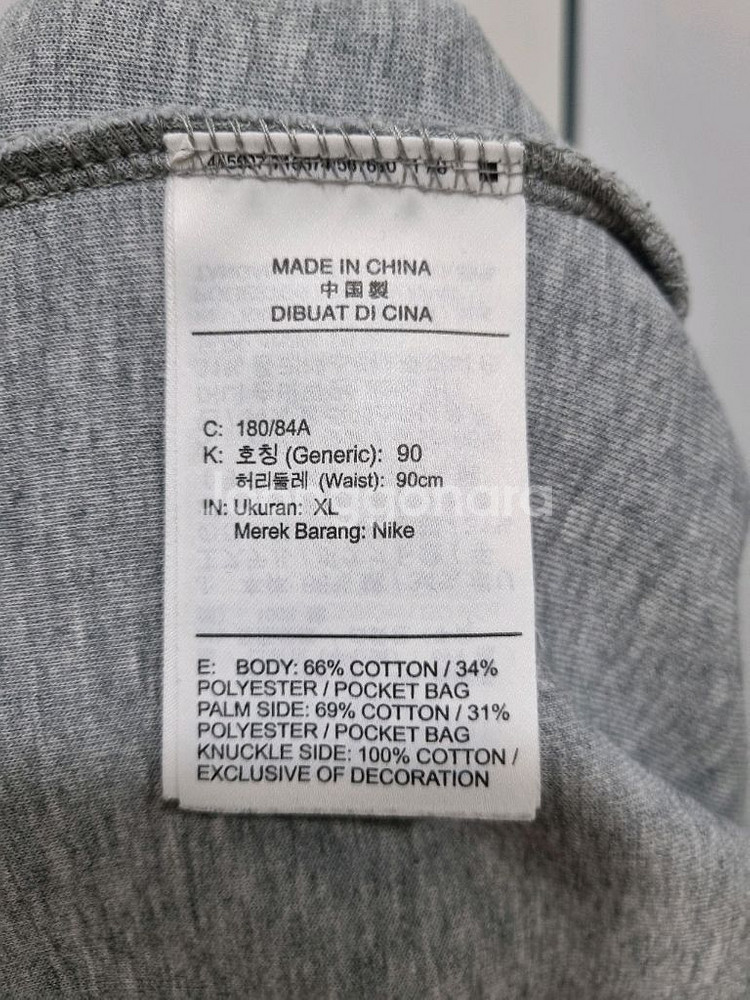 MADE IN CHINA
中国製
DIBUAT DI CINA
C: 180/84A
K: 호칭 (Generic): 90
허리둘레 (Waist): 90cm
IN: Ukuran: XL
Merek Barang: Nike
E: BODY: 66% COTTON / 34%
POLYESTER / POCKET BAG
PALM SIDE: 69% COTTON / 31%
POLYESTER / POCKET BAG
KNUCKLE SIDE: 100% COTTON /
EXCLUSIVE OF DECORATION